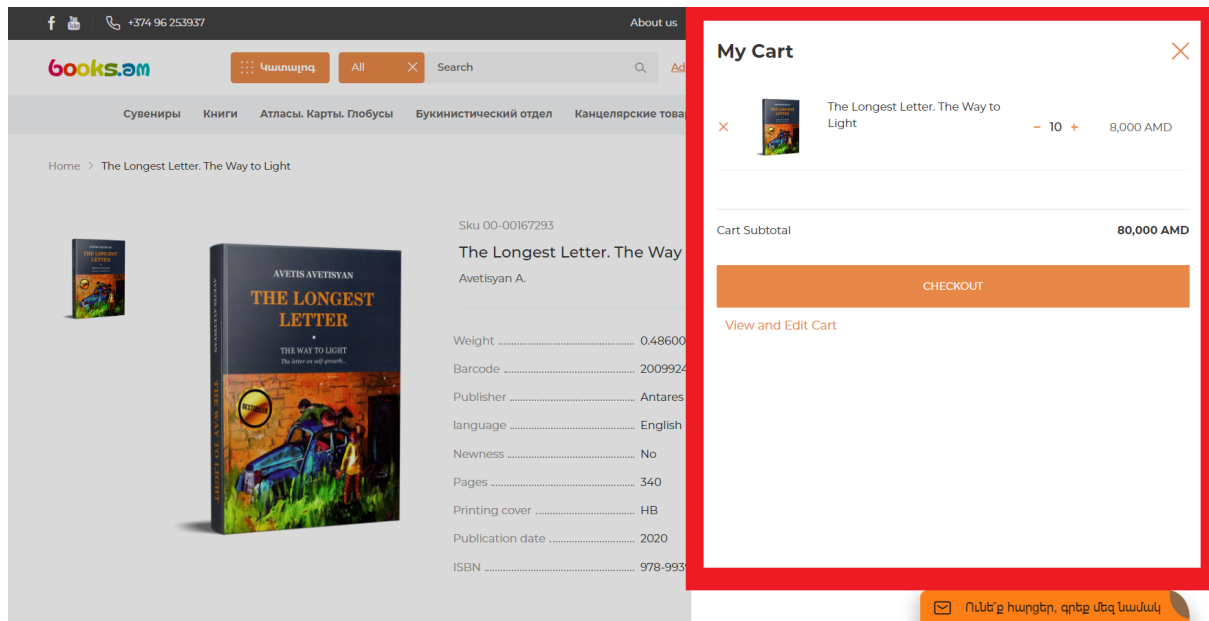 +374 96 253937
About us
books.am
Կատալոգ
All
Search
Ad
Сувениры
Книги
Атласы. Карты. Глобусы
Букинистический отдел
Канцелярские товар
Home > The Longest Letter. The Way to Light
AVETIS AVETISYAN
THE LONGEST
LETTER
THE WAY TO LIGHT
The letter on self-growth...
BESTSELLER
AVETIS AVETISYAN
THE WAY TO LIGHT
Sku 00-00167293
The Longest Letter. The Way
Avetisyan A.
Weight 0.48600
Barcode 2009924
Publisher Antares
language English
Newness No
Pages 340
Printing cover HB
Publication date 2020
ISBN 978-9939
My Cart
The Longest Letter. The Way to
Light
− 10 +
8,000 AMD
Cart Subtotal
80,000 AMD
CHECKOUT
View and Edit Cart
Ունե՞ք հարցեր, գրեք մեզ նամակ